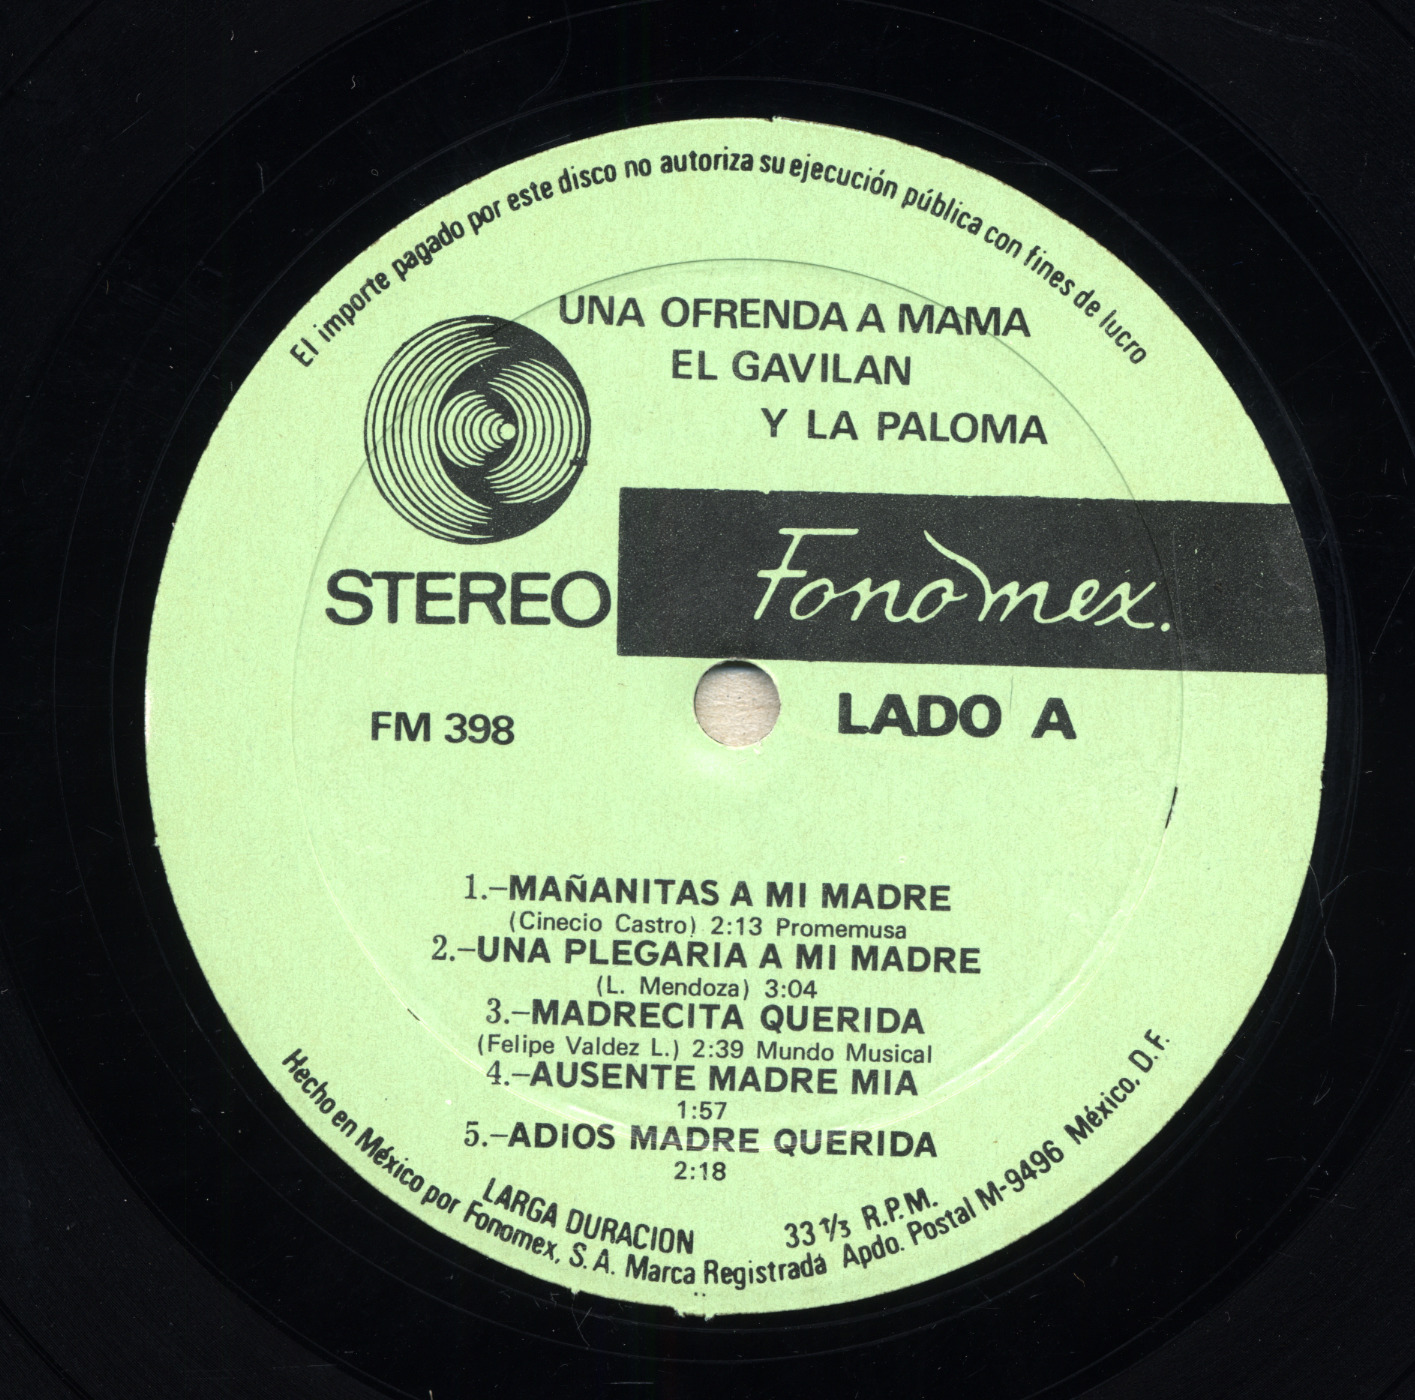 El importe pagado por este disco no autoriza su ejecución pública con fines de lucro
UNA OFRENDA A MAMA
EL GAVILAN
Y LA PALOMA
STEREO
Fonomex.
FM 398
LADO A
1.—MAÑANITAS A MI MADRE
(Cinecio Castro) 2:13 Promemusa
2.—UNA PLEGARIA A MI MADRE
(L. Mendoza) 3:04
3.—MADRECITA QUERIDA
(Felipe Valdez L.) 2:39 Mundo Musical
4.—AUSENTE MADRE MIA
1:57
5.—ADIOS MADRE QUERIDA
2:18
LARGA DURACION 33 1/3 R.P.M.
Hecho en México por Fonomex, S.A. Marca Registrada Apdo. Postal M-9496 México, D.F.